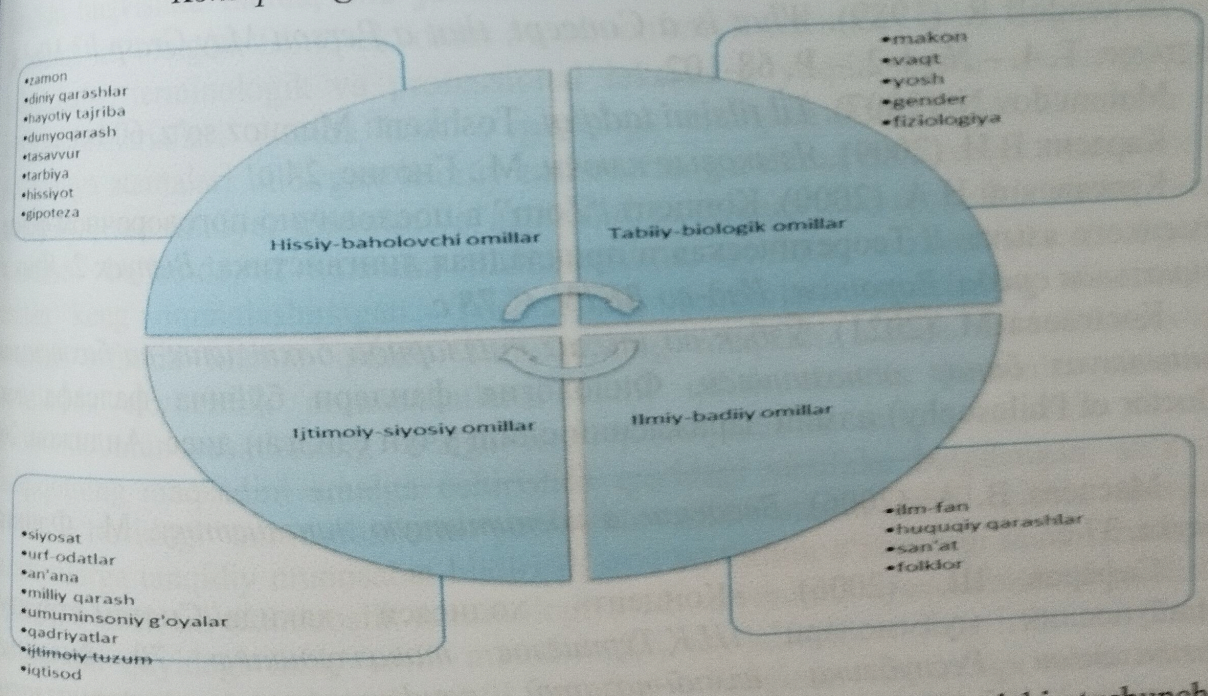 •zamon
•diniy qarashlar
•hayotiy tajriba
•dunyoqarash
•tasavvur
•tarbiya
•hissiyot
•gipoteza
•makon
•vaqt
•yosh
•gender
•fiziologiya
Hissiy-baholovchi omillar
Tabiiy-biologik omillar
Ijtimoiy-siyosiy omillar
Ilmiy-badiiy omillar
•siyosat
•urf-odatlar
•an'ana
•milliy qarash
•umuminsoniy g'oyalar
•qadriyatlar
•ijtimoiy tuzum
•iqtisod
•ilm-fan
•huquqiy qarashlar
•san'at
•folklor